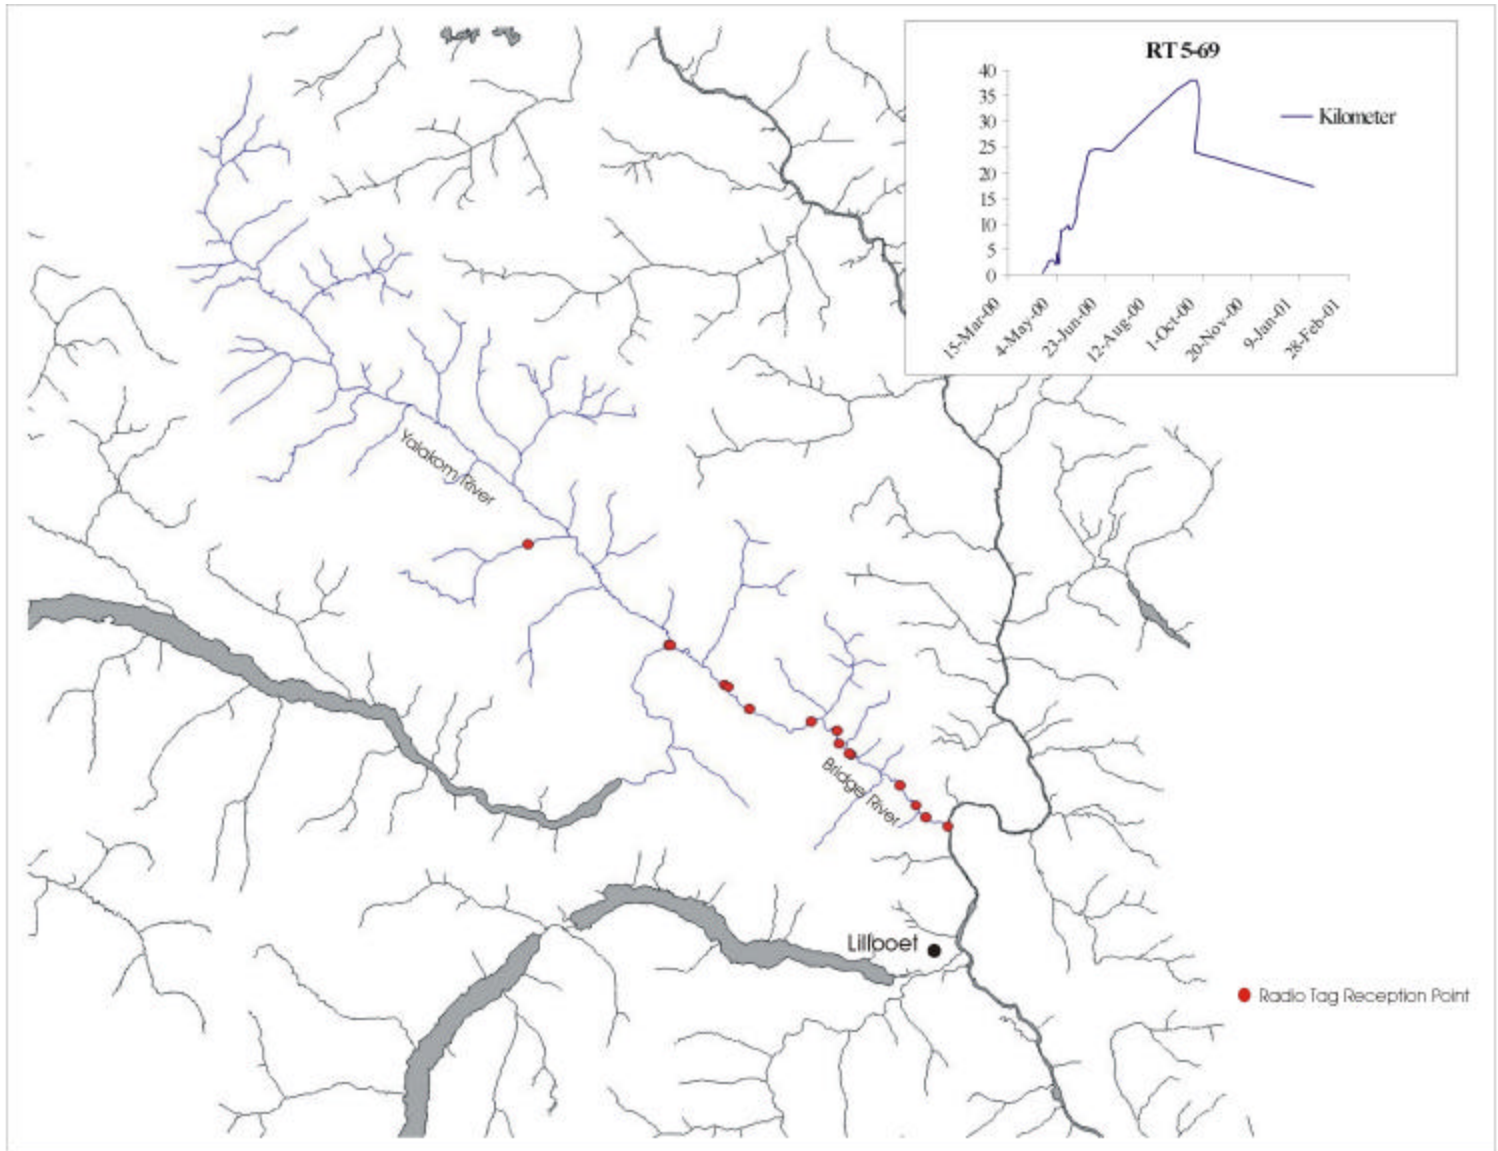 RT 5-69
40
35
30
25
20
15
10
5
0
Kilometer
15-Mar-00
4-May-00
23-Jun-00
12-Aug-00
1-Oct-00
20-Nov-00
9-Jan-01
28-Feb-01
Yalakom River
Bridge River
Lillooet
Radio Tag Reception Point